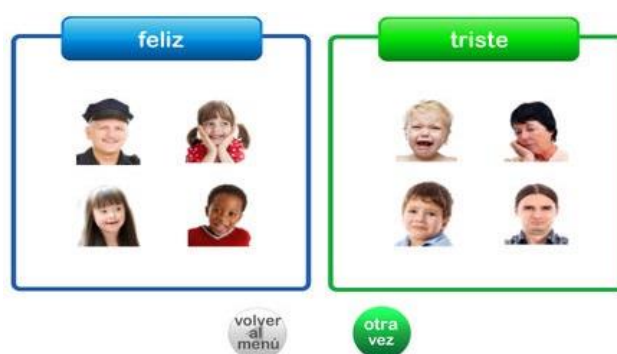 feliz
triste
volver
al
menú
otra
vez